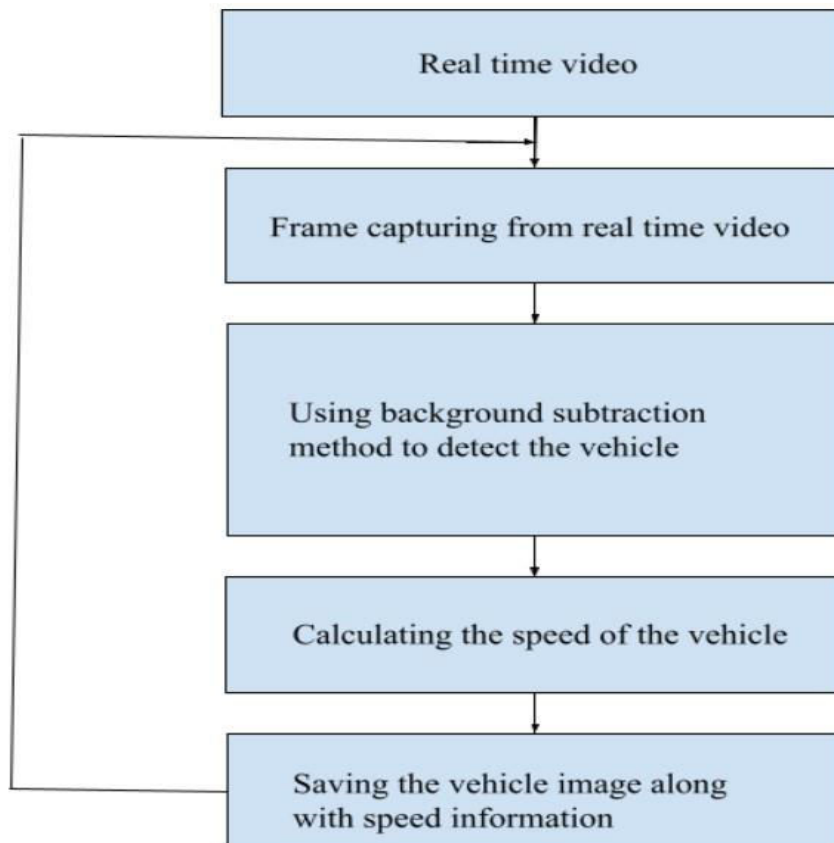 Real time video
Frame capturing from real time video
Using background subtraction
method to detect the vehicle
Calculating the speed of the vehicle
Saving the vehicle image along
with speed information